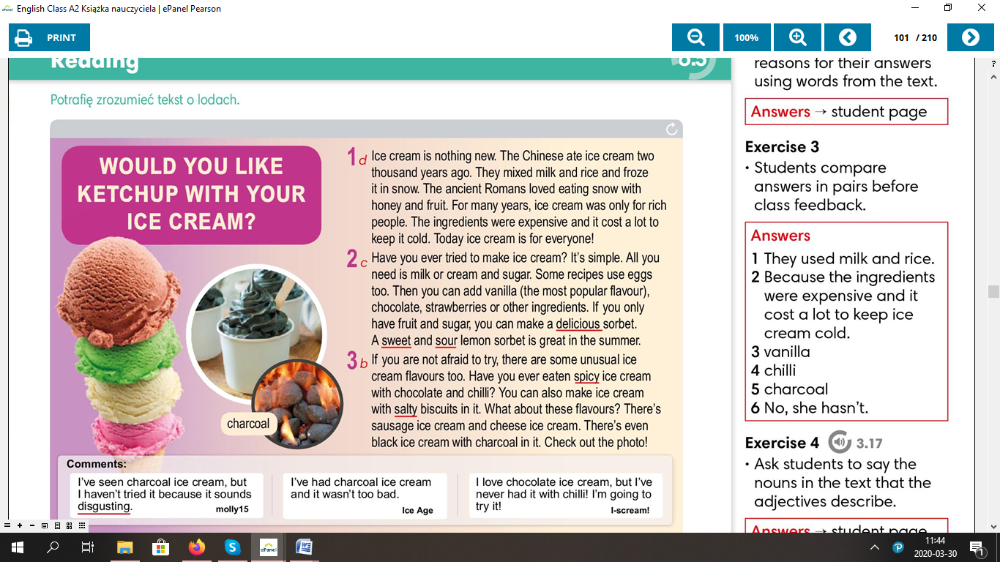 English Class A2 Książka nauczyciela | ePanel Pearson
PRINT
100%
101 / 210
Reading
6.5
Potrafię zrozumieć tekst o lodach.
WOULD YOU LIKE
KETCHUP WITH YOUR
ICE CREAM?
charcoal
1 d Ice cream is nothing new. The Chinese ate ice cream two
thousand years ago. They mixed milk and rice and froze
it in snow. The ancient Romans loved eating snow with
honey and fruit. For many years, ice cream was only for rich
people. The ingredients were expensive and it cost a lot to
keep it cold. Today ice cream is for everyone!
2 c Have you ever tried to make ice cream? It's simple. All you
need is milk or cream and sugar. Some recipes use eggs
too. Then you can add vanilla (the most popular flavour),
chocolate, strawberries or other ingredients. If you only
have fruit and sugar, you can make a delicious sorbet.
A sweet and sour lemon sorbet is great in the summer.
3 b If you are not afraid to try, there are some unusual ice
cream flavours too. Have you ever eaten spicy ice cream
with chocolate and chilli? You can also make ice cream
with salty biscuits in it. What about these flavours? There's
sausage ice cream and cheese ice cream. There's even
black ice cream with charcoal in it. Check out the photo!
Comments:
I've seen charcoal ice cream, but
I haven't tried it because it sounds
disgusting.
molly15
I've had charcoal ice cream
and it wasn't too bad.
Ice Age
I love chocolate ice cream, but I've
never had it with chilli! I'm going to
try it!
I-scream!
reasons for their answers
using words from the text.
Answers → student page
Exercise 3
• Students compare
answers in pairs before
class feedback.
Answers
1 They used milk and rice.
2 Because the ingredients
were expensive and it
cost a lot to keep ice
cream cold.
3 vanilla
4 chilli
5 charcoal
6 No, she hasn't.
Exercise 4 3.17
• Ask students to say the
nouns in the text that the
adjectives describe.
Answers → student page
11:44
2020-03-30